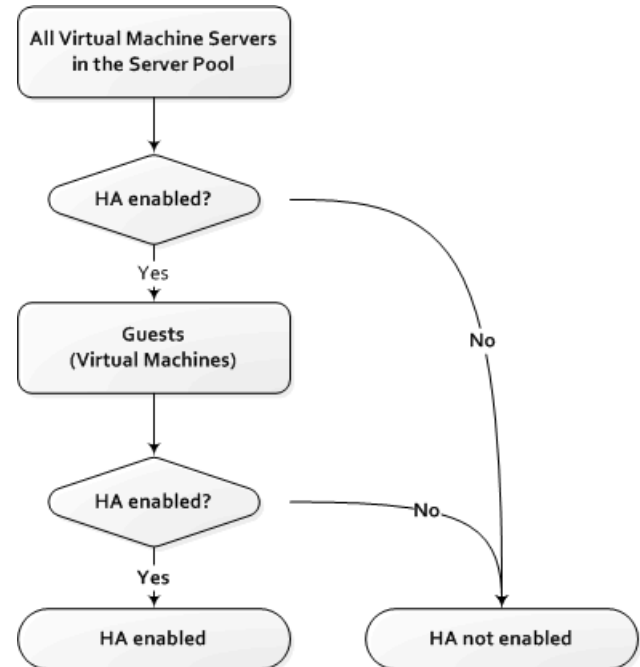 All Virtual Machine Servers
in the Server Pool
HA enabled?
Yes
No
Guests
(Virtual Machines)
HA enabled?
No
Yes
HA enabled
HA not enabled